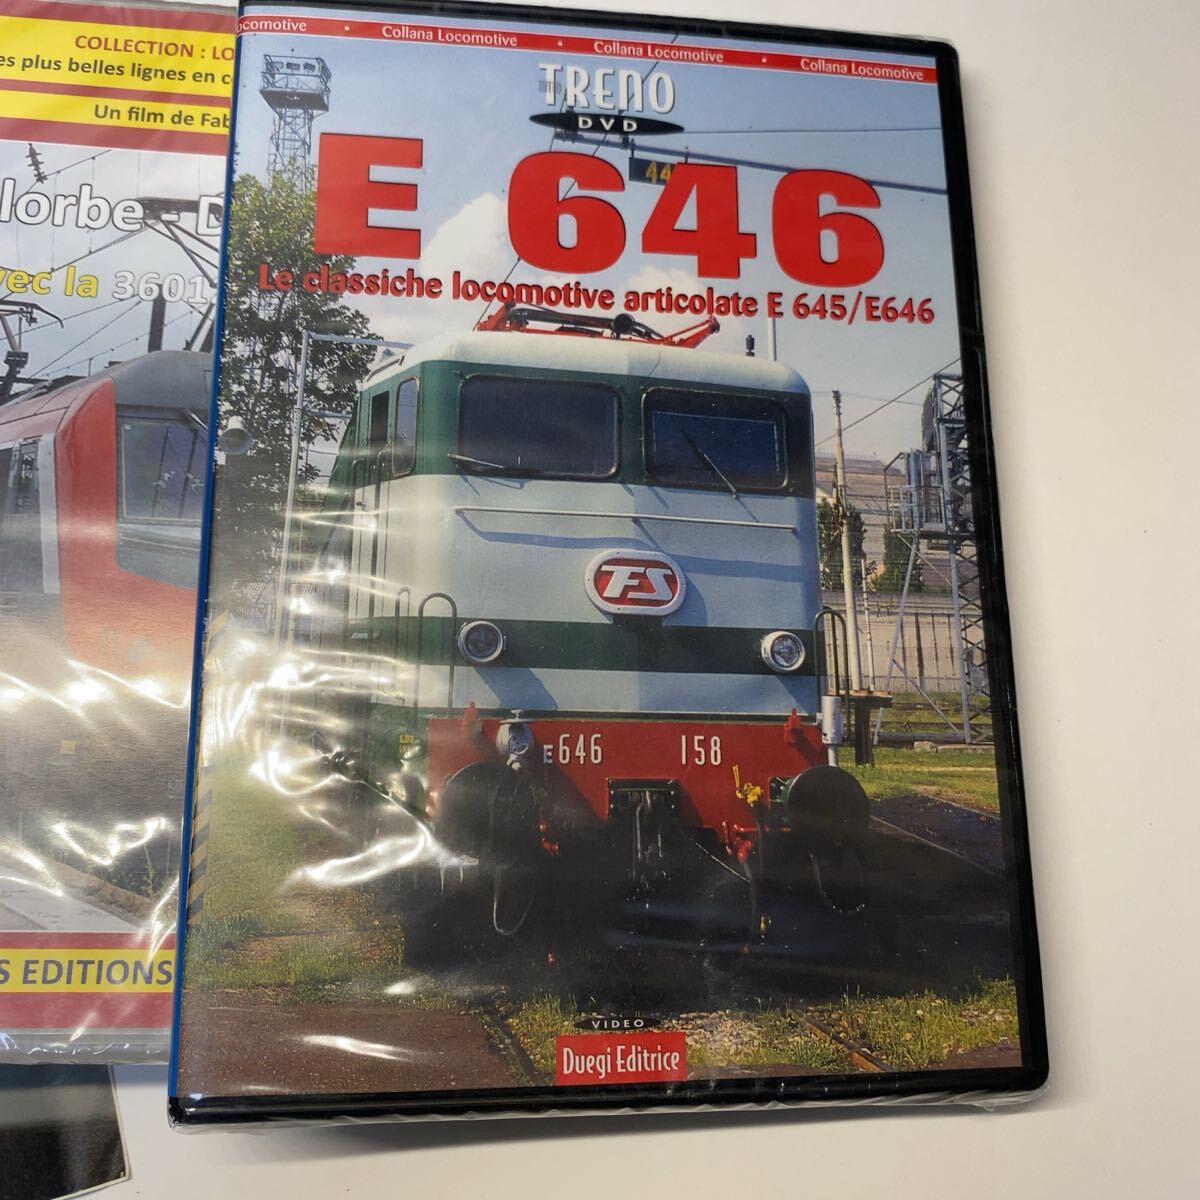 COLLECTION : LO
es plus belles lignes en c
Un film de Fab
lorbe - D
vec la 3601
S EDITIONS
ocomotive • Collana Locomotive • Collana Locomotive • Collana Locomotive
TUTTO TRENO
DVD
44
E 646
Le classiche locomotive articolate E 645/E646
FS
E646 158
VIDEO
Duegi Editrice